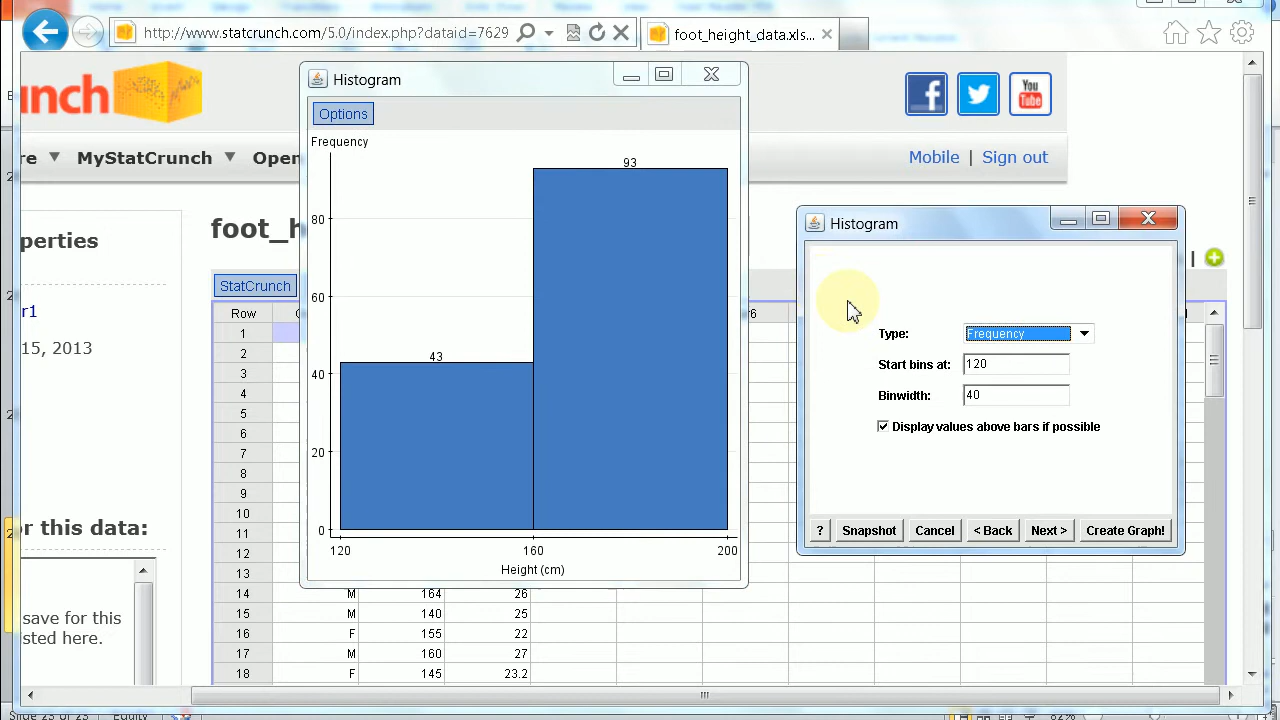 http://www.statcrunch.com/5.0/index.php?dataid=7629
foot_height_data.xls...
unch
re MyStatCrunch Open
Mobile | Sign out
perties
r1
15, 2013
or this data:
save for this
sted here.
foot_h
StatCrunch
Row
1
2
3
4
5
6
7
8
9
10
11
12
13
14 M 164 26
15 M 140 25
16 F 155 22
17 M 160 27
18 F 145 23.2
Histogram
Options
Frequency
93
80
60
43
40
20
0
120 160 200
Height (cm)
Histogram
Type: Frequency
Start bins at: 120
Binwidth: 40
Display values above bars if possible
? Snapshot Cancel < Back Next > Create Graph!